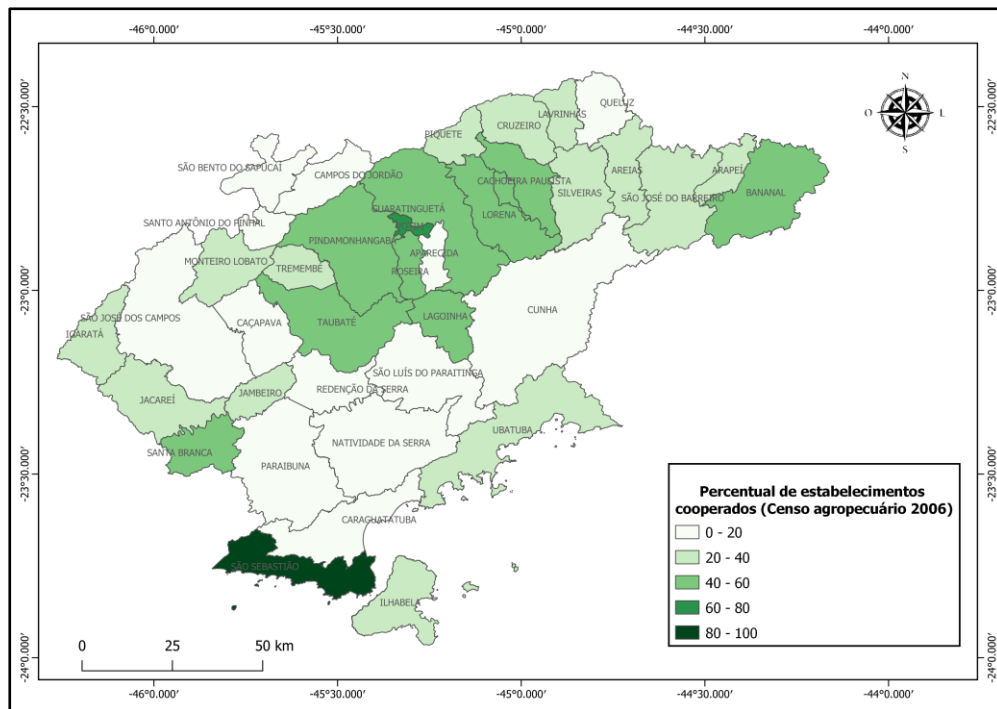 -46°0.000′ -45°30.000′ -45°0.000′ -44°30.000′ -44°0.000′
-22°30.000′ -22°30.000′
N
O L
S
QUELUZ
LAVRINHAS
CRUZEIRO
PIQUETE
SÃO BENTO DO SAPUCAÍ
CAMPOS DO JORDÃO
CACHOEIRA PAULISTA
AREIAS
ARAPEÍ
SILVEIRAS
SÃO JOSÉ DO BARREIRO
BANANAL
GUARATINGUETÁ
LORENA
SANTO ANTÔNIO DO PINHAL
PINDAMONHANGABA
APARECIDA
MONTEIRO LOBATO
TREMEMBÉ
ROSEIRA
-23°0.000′ -23°0.000′
SÃO JOSÉ DOS CAMPOS
CAÇAPAVA
TAUBATÉ
LAGOINHA
CUNHA
IGARATÁ
SÃO LUÍS DO PARAITINGA
REDENÇÃO DA SERRA
JACAREÍ
JAMBEIRO
UBATUBA
NATIVIDADE DA SERRA
SANTA BRANCA
PARAIBUNA
-23°30.000′ -23°30.000′
CARAGUATATUBA
SÃO SEBASTIÃO
ILHABELA
Percentual de estabelecimentos
cooperados (Censo agropecuário 2006)
0 - 20
20 - 40
40 - 60
60 - 80
80 - 100
0 25 50 km
-24°0.000′ -24°0.000′
-46°0.000′ -45°30.000′ -45°0.000′ -44°30.000′ -44°0.000′